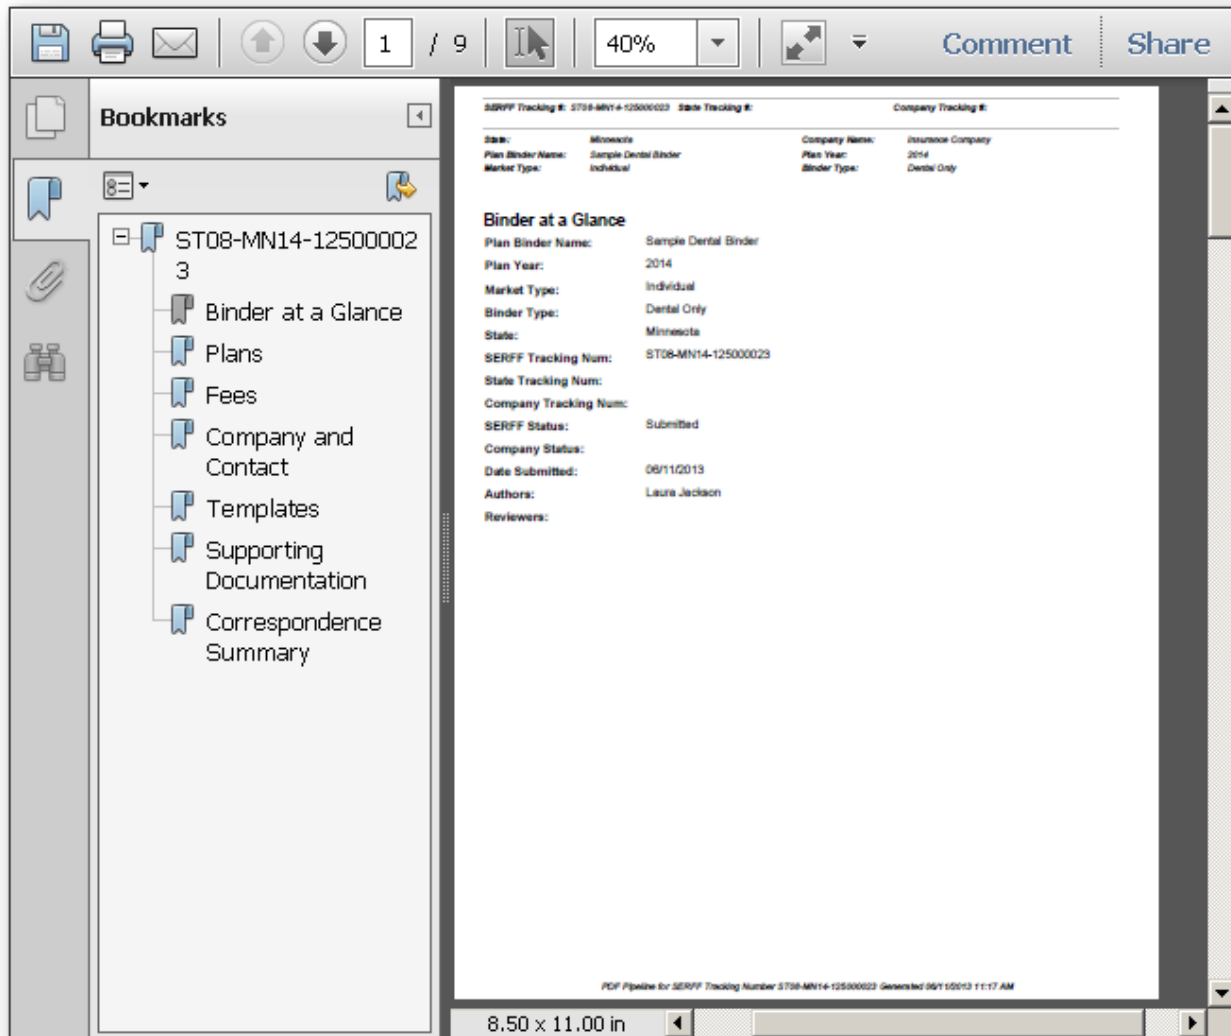 1 / 9 40% Comment Share
Bookmarks
ST08-MN14-12500002
3
Binder at a Glance
Plans
Fees
Company and
Contact
Templates
Supporting
Documentation
Correspondence
Summary
SERFF Tracking #: ST08-MN14-125000023 State Tracking #: Company Tracking #:
State: Minnesota Company Name: Insurance Company
Plan Binder Name: Sample Dental Binder Plan Year: 2014
Market Type: Individual Binder Type: Dental Only
Binder at a Glance
Plan Binder Name: Sample Dental Binder
Plan Year: 2014
Market Type: Individual
Binder Type: Dental Only
State: Minnesota
SERFF Tracking Num: ST08-MN14-125000023
State Tracking Num:
Company Tracking Num:
SERFF Status: Submitted
Company Status:
Date Submitted: 06/11/2013
Authors: Laura Jackson
Reviewers:
PDF Pipeline for SERFF Tracking Number ST08-MN14-125000023 Generated 06/11/2013 11:17 AM
8.50 x 11.00 in